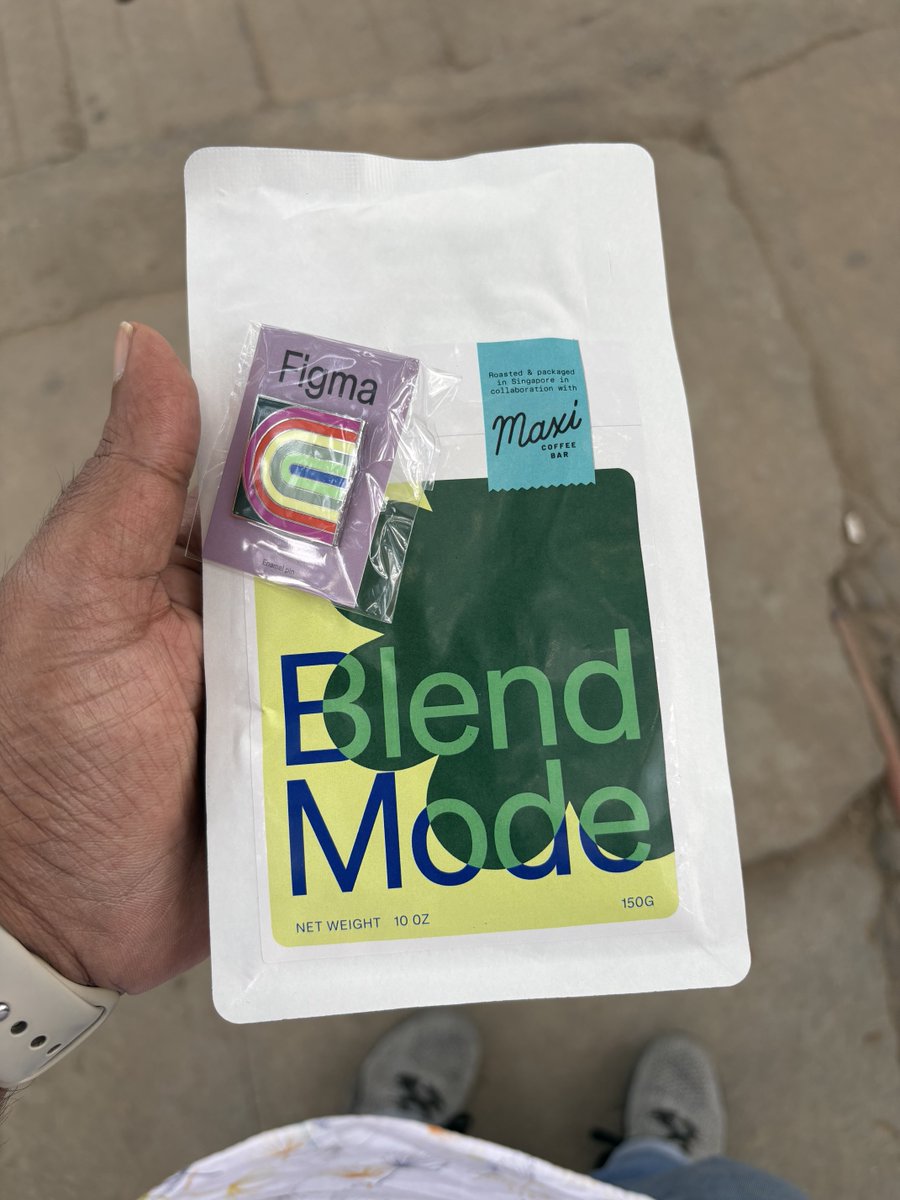 Figma
Enamel pin
Roasted & packaged
in Singapore in
collaboration with
Maxi
COFFEE
BAR
Blend
Mode
NET WEIGHT 10 OZ
150G